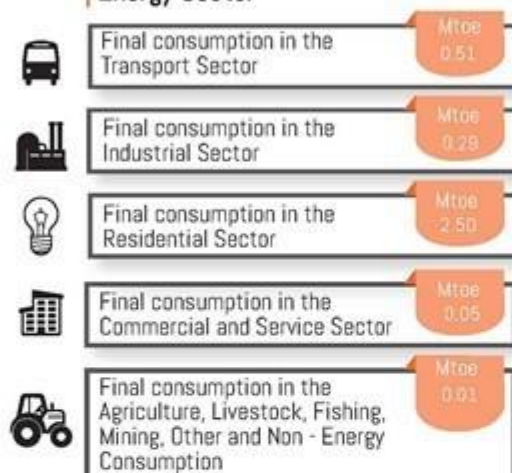 Energy Sector
Final consumption in the
Transport Sector
Mtoe
0.51
Final consumption in the
Industrial Sector
Mtoe
0.29
Final consumption in the
Residential Sector
Mtoe
2.50
Final consumption in the
Commercial and Service Sector
Mtoe
0.05
Final consumption in the
Agriculture, Livestock, Fishing,
Mining, Other and Non - Energy
Consumption
Mtoe
0.01